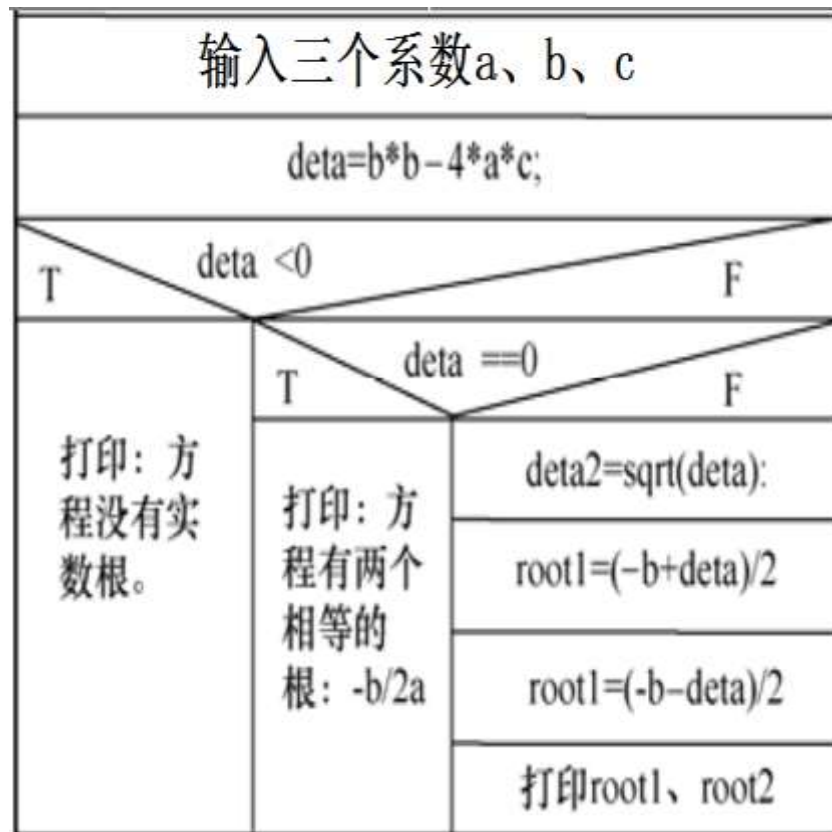 输入三个系数a、b、c
deta=b*b-4*a*c;
deta <0
T
F
deta ==0
T
F
打印：方
程没有实
数根。
打印：方
程有两个
相等的
根：-b/2a
deta2=sqrt(deta):
root1=(-b+deta)/2
root1=(-b-deta)/2
打印root1、root2